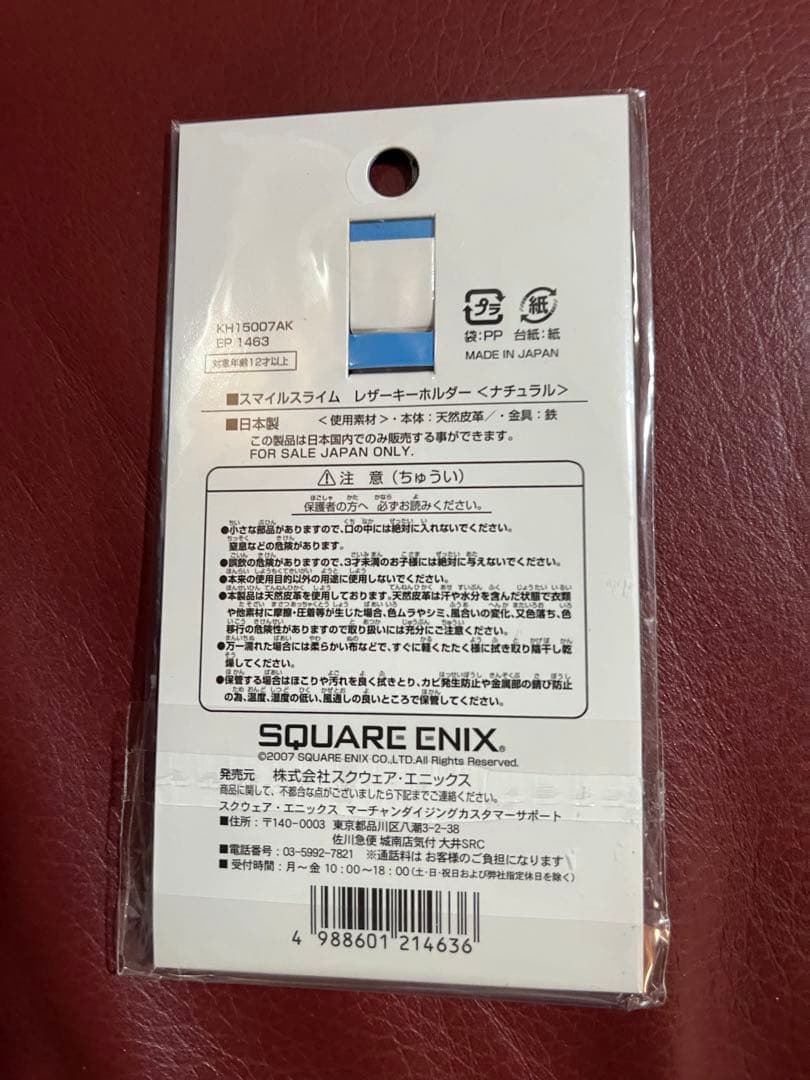 KH15007AK
EP 1463
対象年齢12才以上
プラ
紙
袋:PP 台紙:紙
MADE IN JAPAN
■スマイルスライム レザーキーホルダー<ナチュラル>
■日本製 <使用素材>・本体:天然皮革/・金具:鉄
この製品は日本国内でのみ販売する事ができます。
FOR SALE JAPAN ONLY.
⚠注 意(ちゅうい)
保護者の方へ 必ずお読みください。
●小さな部品がありますので、口の中には絶対に入れないでください。
窒息などの危険があります。
●誤飲の危険がありますので、3才未満のお子様には絶対に与えないでください。
●本来の使用目的以外の用途に使用しないでください。
●本製品は天然皮革を使用しております。天然皮革は汗や水分を含んだ状態で衣類
や他素材に摩擦・圧着等が生じた場合、色ムラやシミ、風合いの変化、又色落ち、色
移行の危険性がありますので取り扱いには充分にご注意ください。
●万一濡れた場合には柔らかい布などで、すぐに軽くたたく様に拭き取り陰干し乾
燥してください。
●保管する場合はほこりや汚れを良く拭きとり、カビ発生防止や金属部の錆び防止
の為、温度、湿度の低い、風通しの良いところで保管してください。
SQUARE ENIX®
©2007 SQUARE ENIX CO.,LTD.All Rights Reserved.
発売元 株式会社スクウェア・エニックス
商品に関して、不都合な点がございましたら下記までご連絡ください。
スクウェア・エニックス マーチャンダイジングカスタマーサポート
■住所:〒140-0003 東京都品川区八潮3-2-38
佐川急便 城南店気付 大井SRC
■電話番号:03-5992-7821 ※通話料は お客様のご負担になります
■受付時間:月～金 10:00～18:00(土・日・祝日および弊社指定休日を除く)
4 988601 214636